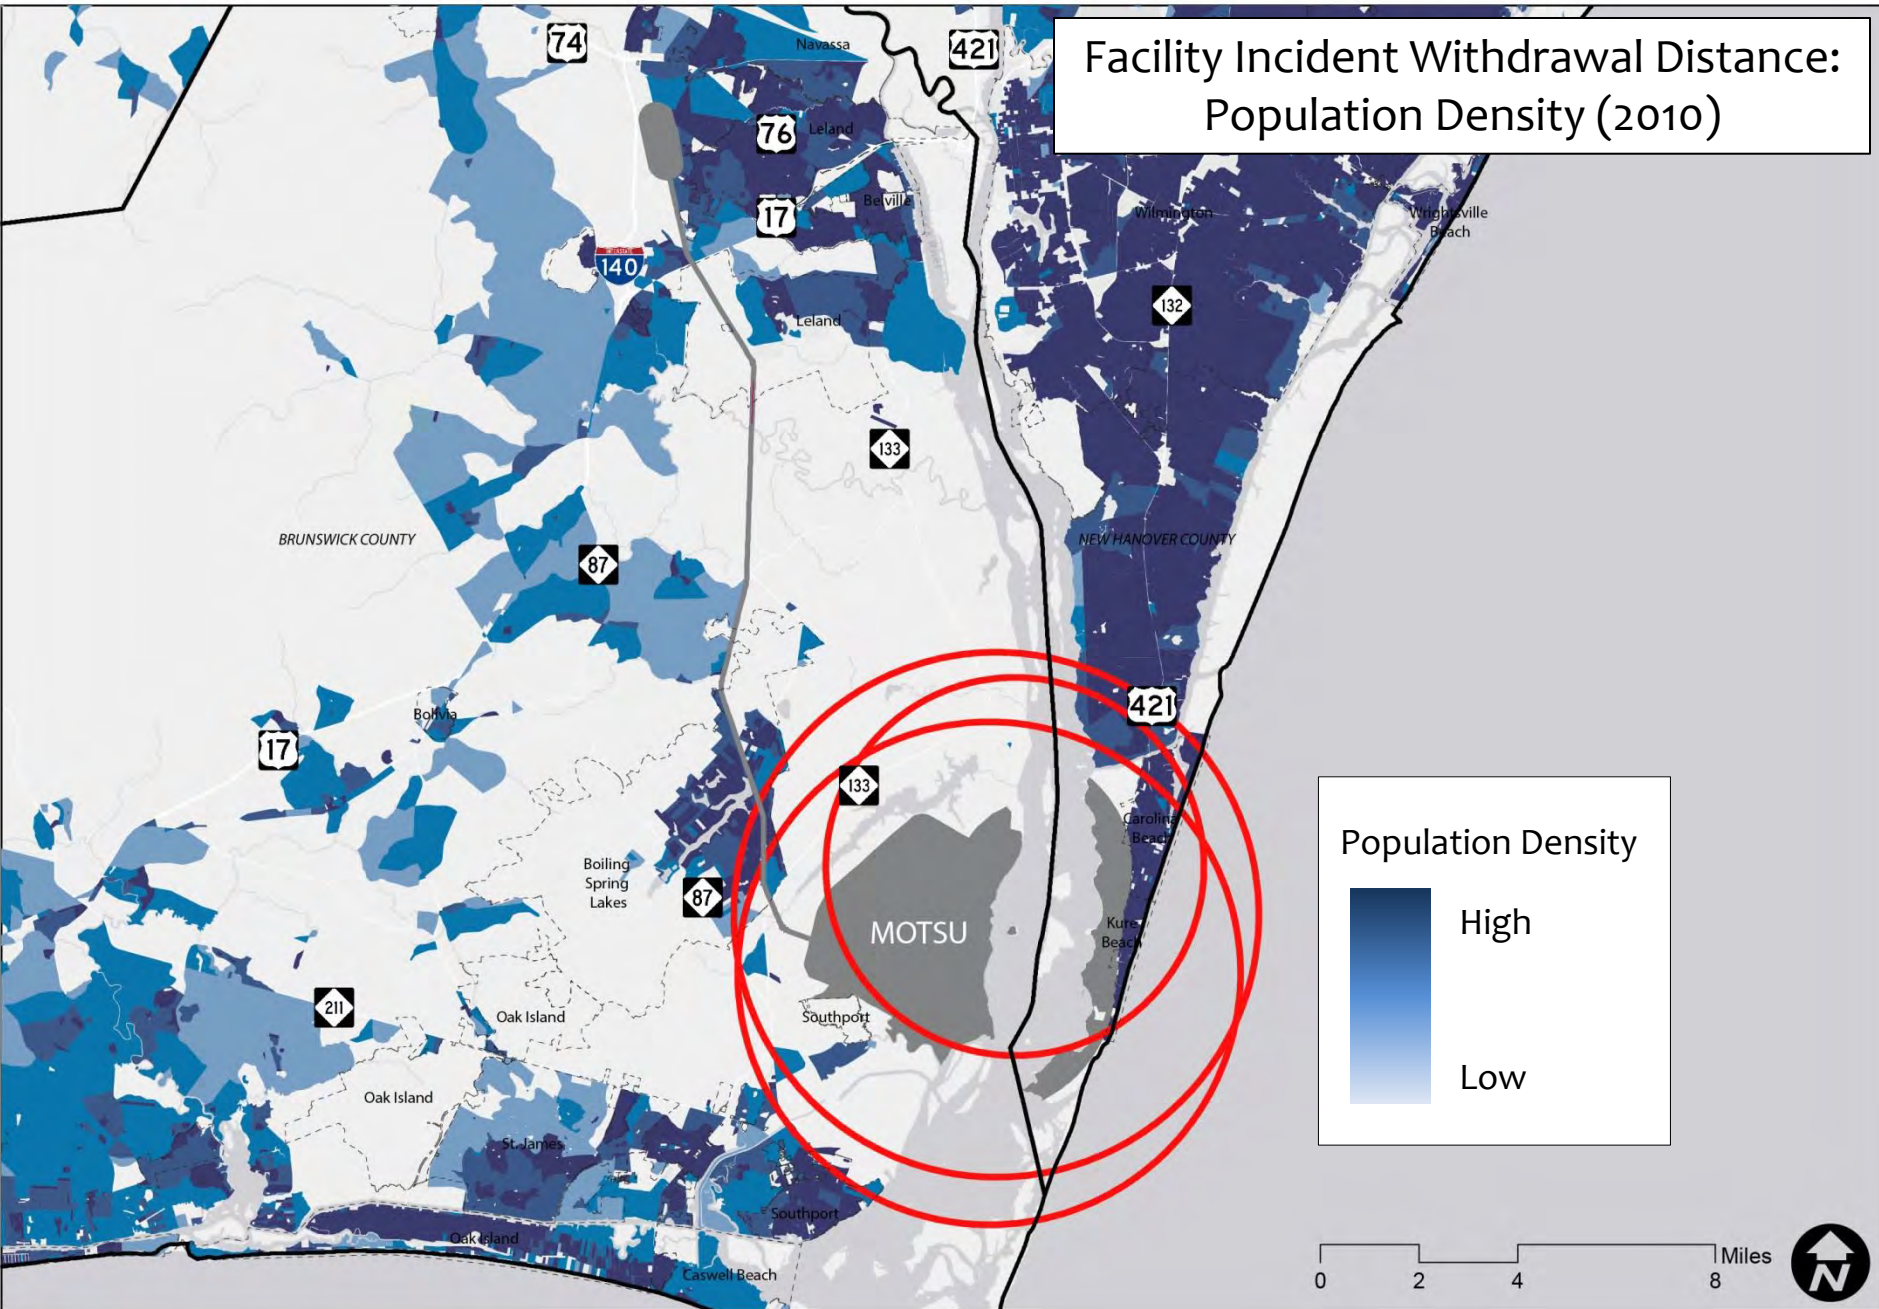 Facility Incident Withdrawal Distance:
Population Density (2010)
74
Navassa
421
76
Leland
17
Belville
Wilmington
Wrightsville
Beach
INTERSTATE
140
132
Leland
133
BRUNSWICK COUNTY
NEW HANOVER COUNTY
87
421
Bolivia
17
133
Carolina
Beach
Boiling
Spring
Lakes
87
MOTSU
Kure
Beach
211
Oak Island
Southport
Oak Island
St. James
Southport
Oak Island
Caswell Beach
Population Density
High
Low
Miles
0 2 4 8
N